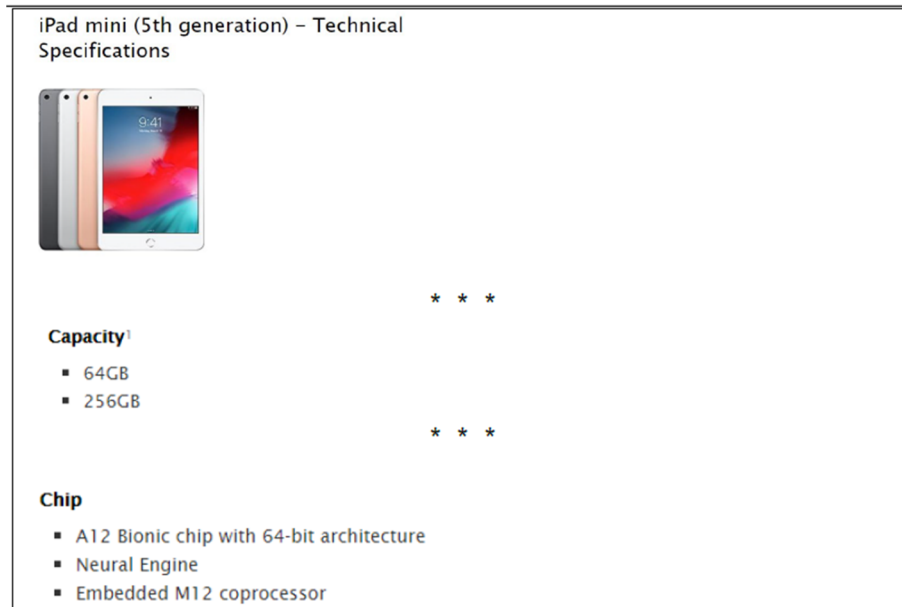 iPad mini (5th generation) – Technical
Specifications
9:41
* * *
Capacity1
▪ 64GB
▪ 256GB
* * *
Chip
▪ A12 Bionic chip with 64-bit architecture
▪ Neural Engine
▪ Embedded M12 coprocessor